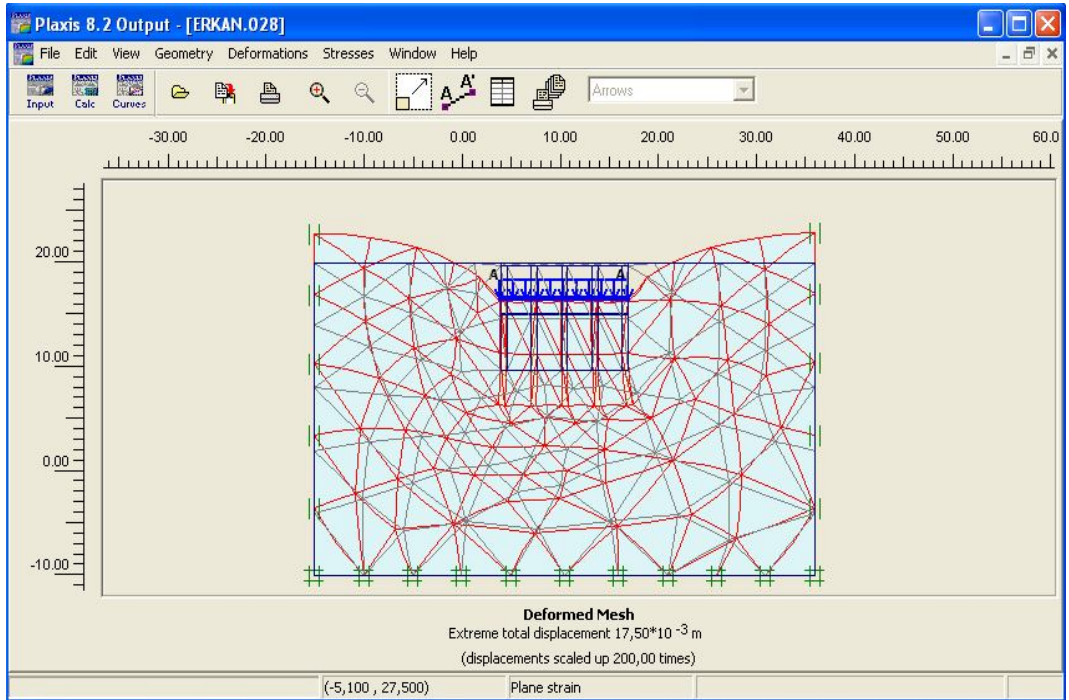 Plaxis 8.2 Output - [ERKAN.028]
File Edit View Geometry Deformations Stresses Window Help
Input Calc Curves A A' Arrows
-30.00 -20.00 -10.00 0.00 10.00 20.00 30.00 40.00 50.00 60.0
20.00
A A
10.00
0.00
-10.00
Deformed Mesh
Extreme total displacement 17,50*10 -3 m
(displacements scaled up 200,00 times)
(-5,100 , 27,500) Plane strain